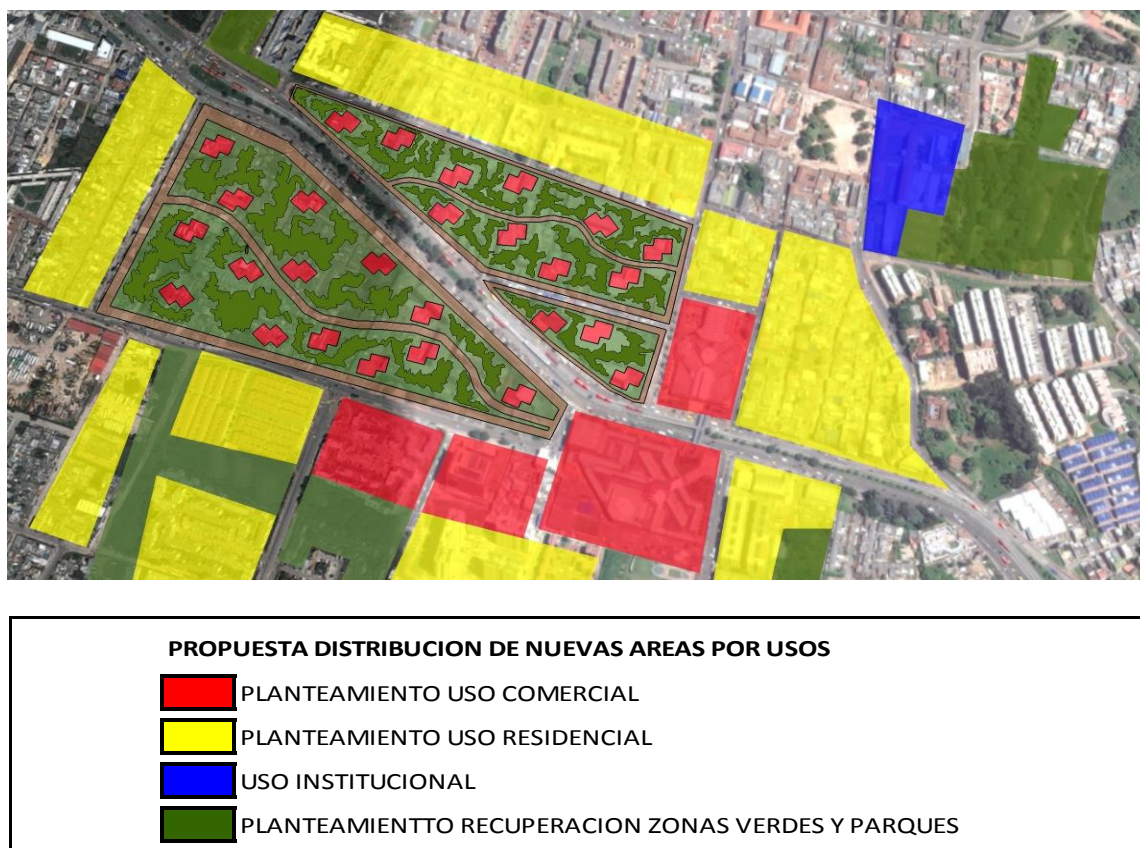 PROPUESTA DISTRIBUCION DE NUEVAS AREAS POR USOS
PLANTEAMIENTO USO COMERCIAL
PLANTEAMIENTO USO RESIDENCIAL
USO INSTITUCIONAL
PLANTEAMIENTTO RECUPERACION ZONAS VERDES Y PARQUES